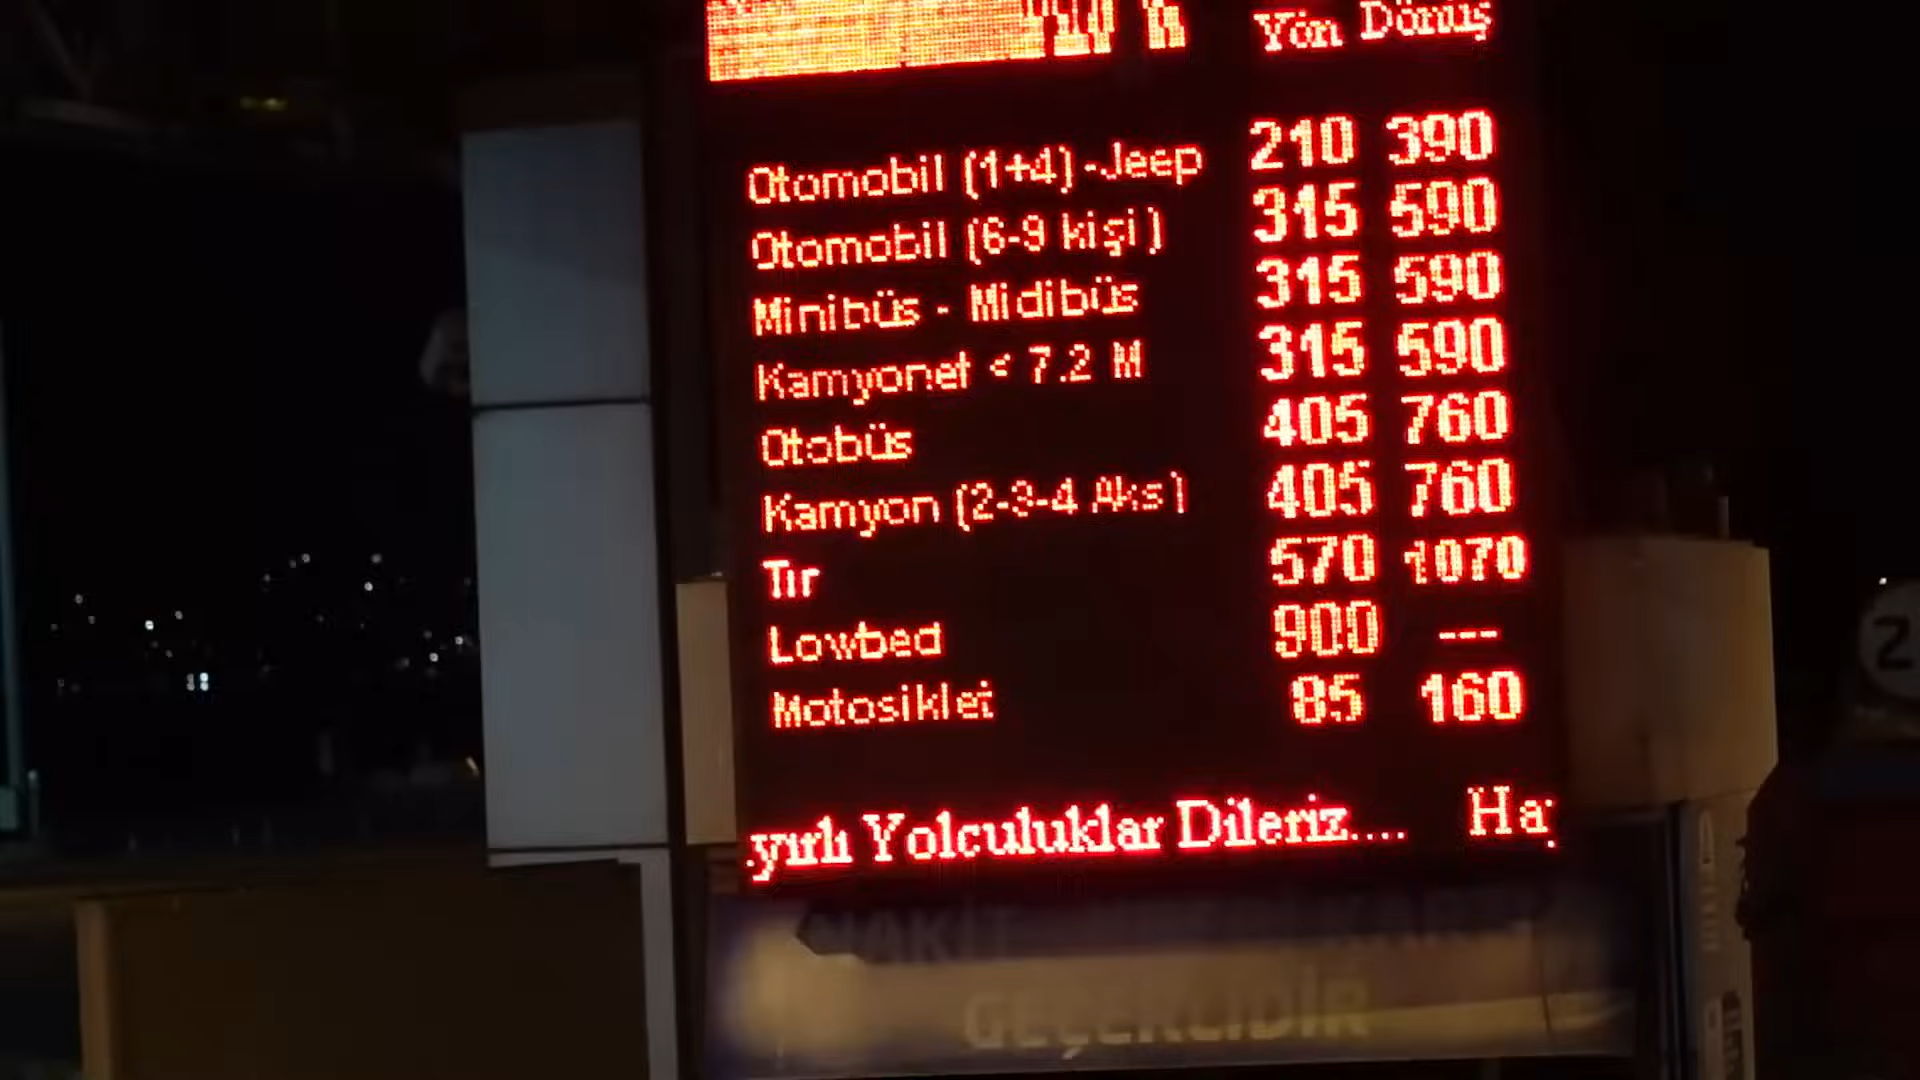 Yön Dönüş
Otomobil (1+4)-Jeep 210 390
Otomobil (6-9 kişi) 315 590
Minibüs - Midibüs 315 590
Kamyonet < 7.2 M 315 590
Otobüs 405 760
Kamyon (2-3-4 Aks) 405 760
Tır 570 1070
Lowbed 900 ---
Motosiklet 85 160
yırlı Yolculuklar Dileriz.... Ha
NAKİT
GEÇERLİDİR
2